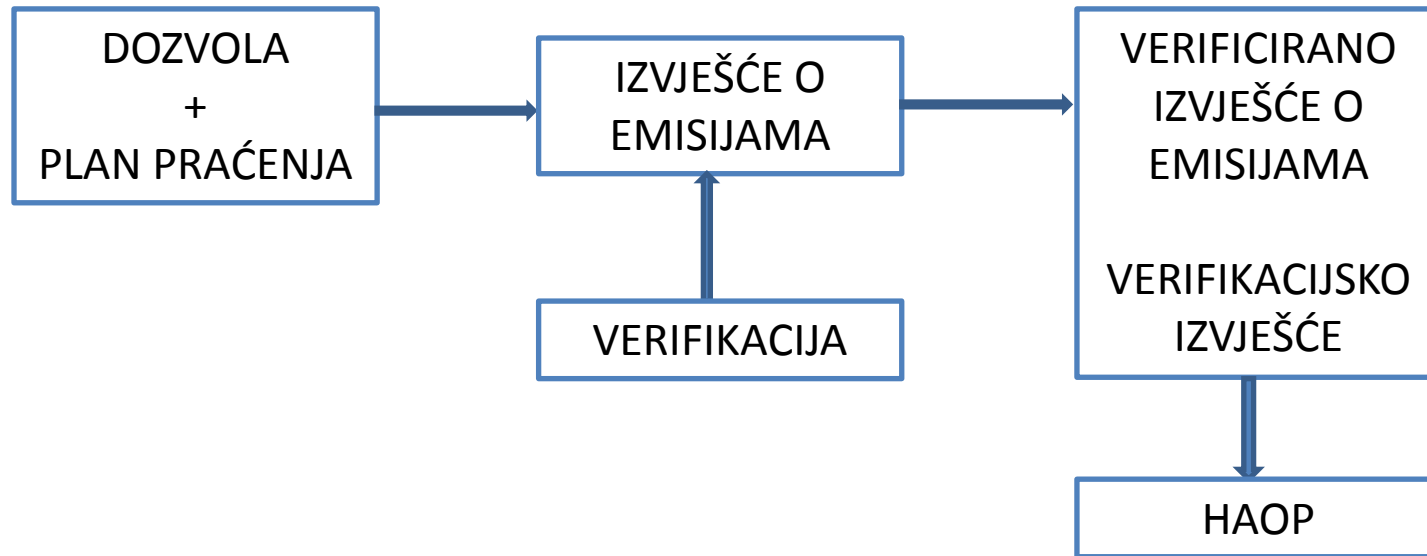 DOZVOLA
+
PLAN PRAĆENJA
IZVJEŠĆE O
EMISIJAMA
VERIFIKACIJA
VERIFICIRANO
IZVJEŠĆE O
EMISIJAMA
VERIFIKACIJSKO
IZVJEŠĆE
HAOP